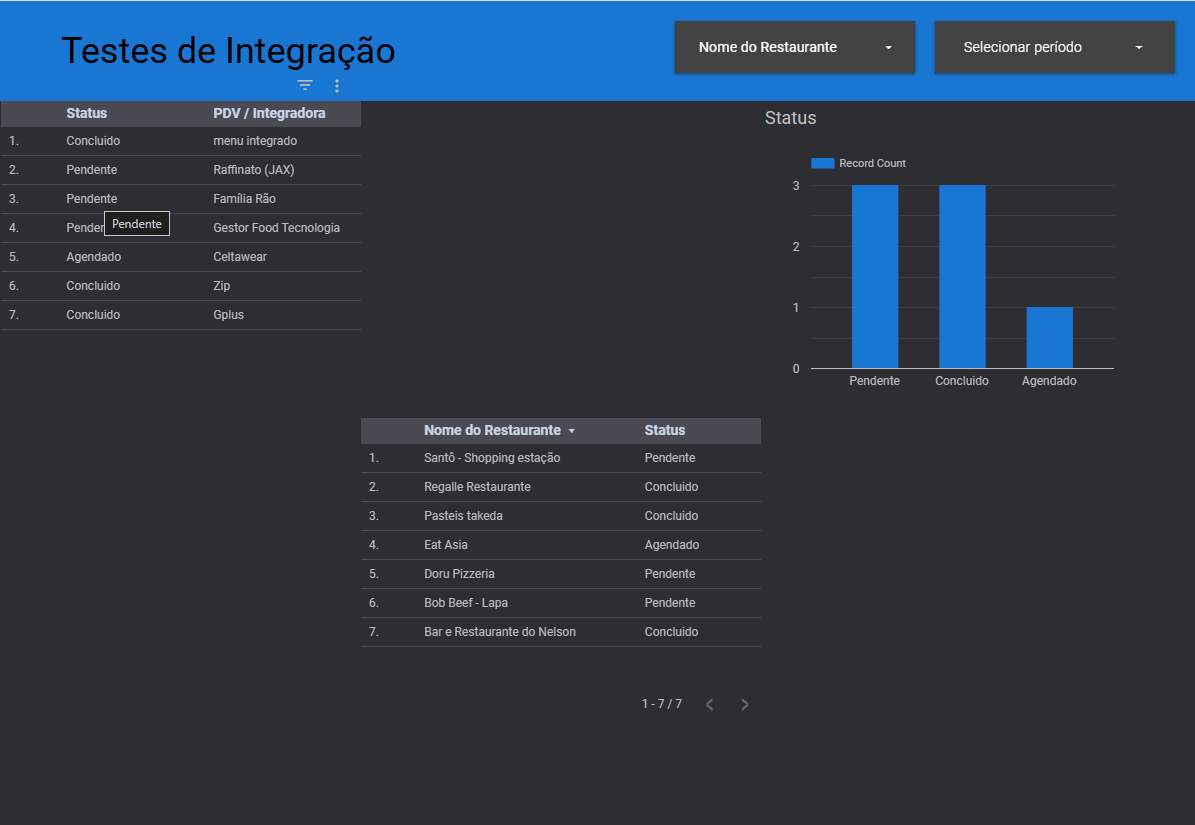 Testes de Integração
Nome do Restaurante
Selecionar período
Status PDV / Integradora
1. Concluido menu integrado
2. Pendente Raffinato (JAX)
3. Pendente Família Rão
4. Pender Gestor Food Tecnologia
Pendente
5. Agendado Celtawear
6. Concluido Zip
7. Concluido Gplus
Status
Record Count
3
2
1
0
Pendente Concluido Agendado
Nome do Restaurante Status
1. Santô - Shopping estação Pendente
2. Regalle Restaurante Concluido
3. Pasteis takeda Concluido
4. Eat Asia Agendado
5. Doru Pizzeria Pendente
6. Bob Beef - Lapa Pendente
7. Bar e Restaurante do Nelson Concluido
1 - 7 / 7